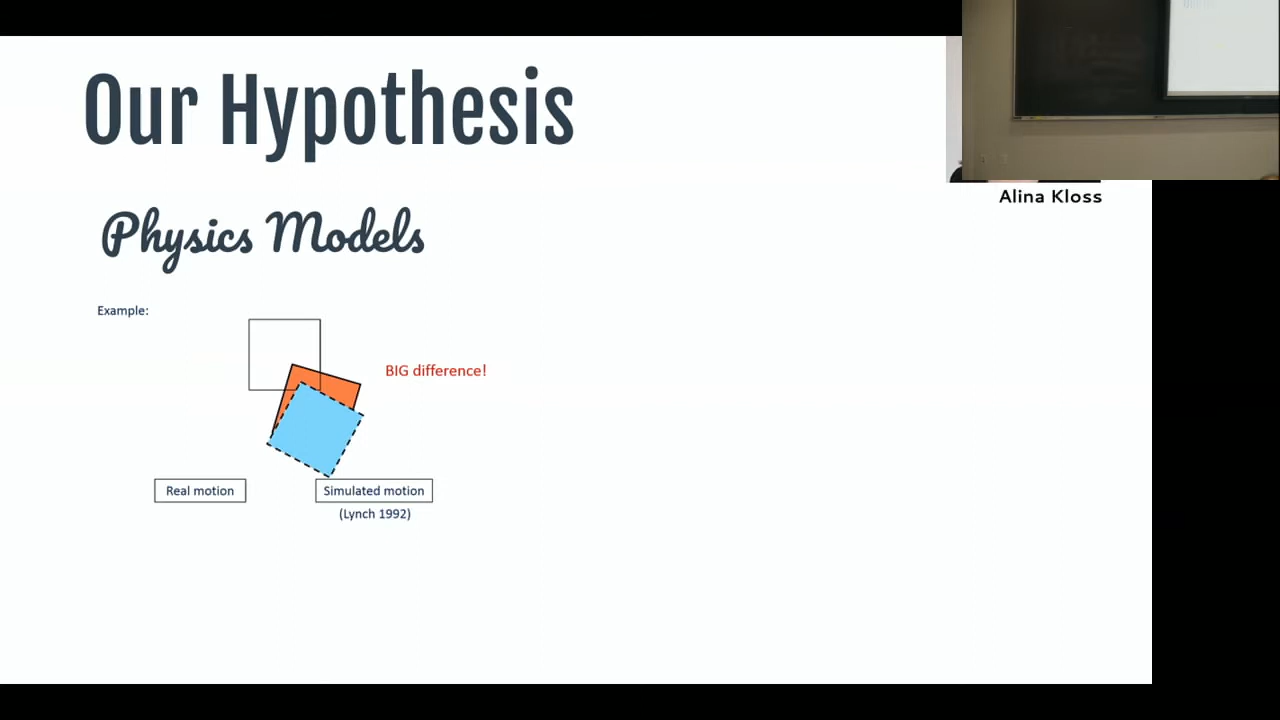 Our Hypothesis
Alina Kloss
Physics Models
Example:
BIG difference!
Real motion
Simulated motion
(Lynch 1992)